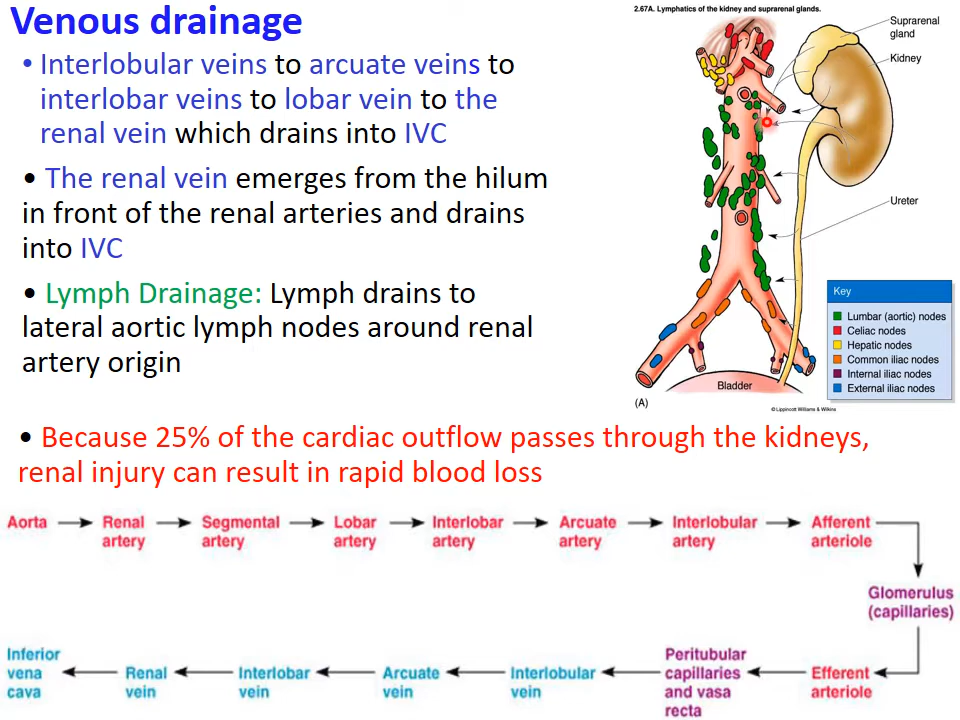 Venous drainage
• Interlobular veins to arcuate veins to
interlobar veins to lobar vein to the
renal vein which drains into IVC
• The renal vein emerges from the hilum
in front of the renal arteries and drains
into IVC
• Lymph Drainage: Lymph drains to
lateral aortic lymph nodes around renal
artery origin
2.67A. Lymphatics of the kidney and suprarenal glands.
Suprarenal
gland
Kidney
Ureter
Key
Lumbar (aortic) nodes
Celiac nodes
Hepatic nodes
Common iliac nodes
Internal iliac nodes
External iliac nodes
Bladder
(A)
© Lippincott Williams & Wilkins
• Because 25% of the cardiac outflow passes through the kidneys,
renal injury can result in rapid blood loss
Aorta
Renal
artery
Segmental
artery
Lobar
artery
Interlobar
artery
Arcuate
artery
Interlobular
artery
Afferent
arteriole
Glomerulus
(capillaries)
Efferent
arteriole
Peritubular
capillaries
and vasa
recta
Interlobular
vein
Arcuate
vein
Interlobar
vein
Renal
vein
Inferior
vena
cava